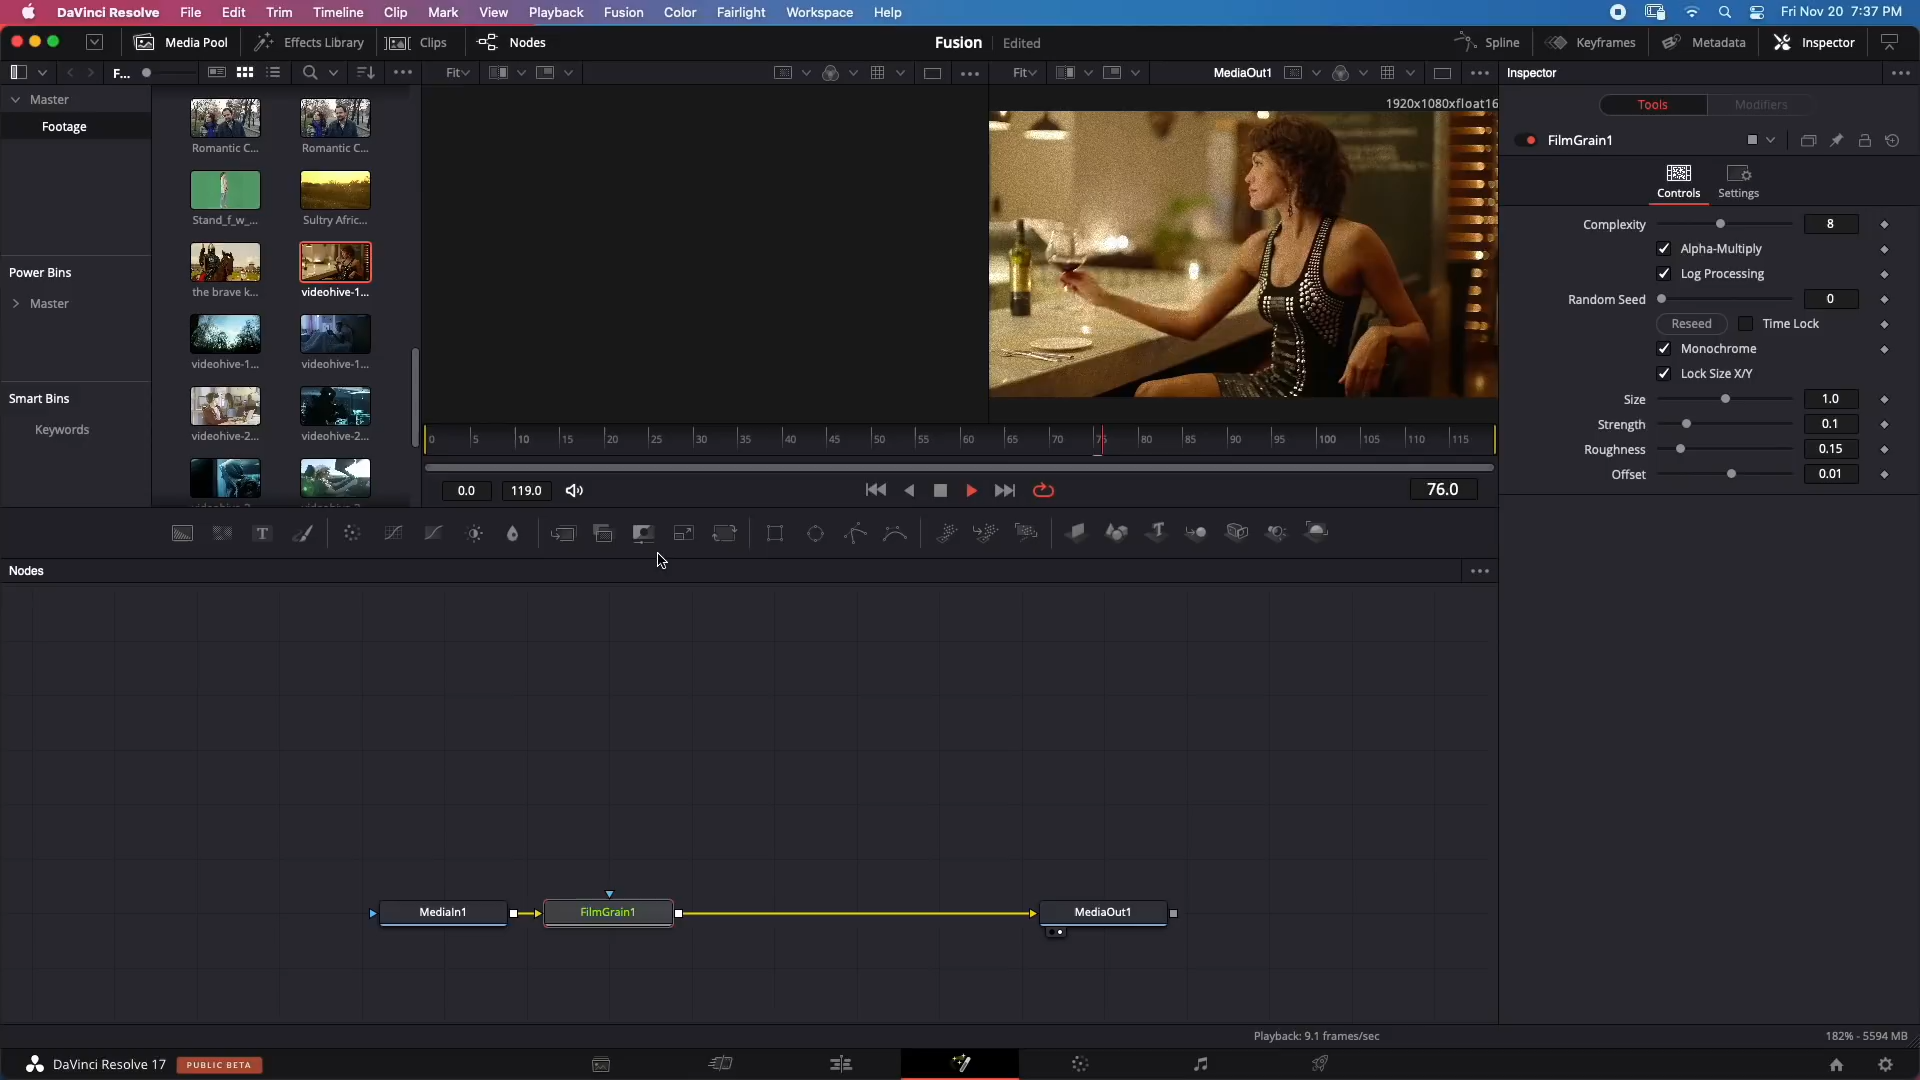 DaVinci Resolve File Edit Trim Timeline Clip Mark View Playback Fusion Color Fairlight Workspace Help Fri Nov 20 7:37 PM
Media Pool Effects Library Clips Nodes Fusion Edited Spline Keyframes Metadata Inspector
F... Fit Fit MediaOut1 Inspector
Master
Footage
Power Bins
Master
Smart Bins
Keywords
Romantic C... Romantic C...
Stand_f_w_... Sultry Afric...
the brave k... videohive-1...
videohive-1... videohive-1...
videohive-2... videohive-2...
1920x1080xfloat16
0 5 10 15 20 25 30 35 40 45 50 55 60 65 70 75 80 85 90 95 100 105 110 115
0.0 119.0 76.0
Tools Modifiers
FilmGrain1
Controls Settings
Complexity 8
Alpha-Multiply
Log Processing
Random Seed 0
Reseed Time Lock
Monochrome
Lock Size X/Y
Size 1.0
Strength 0.1
Roughness 0.15
Offset 0.01
Nodes
MediaIn1 FilmGrain1 MediaOut1
Playback: 9.1 frames/sec 182% - 5594 MB
DaVinci Resolve 17 PUBLIC BETA